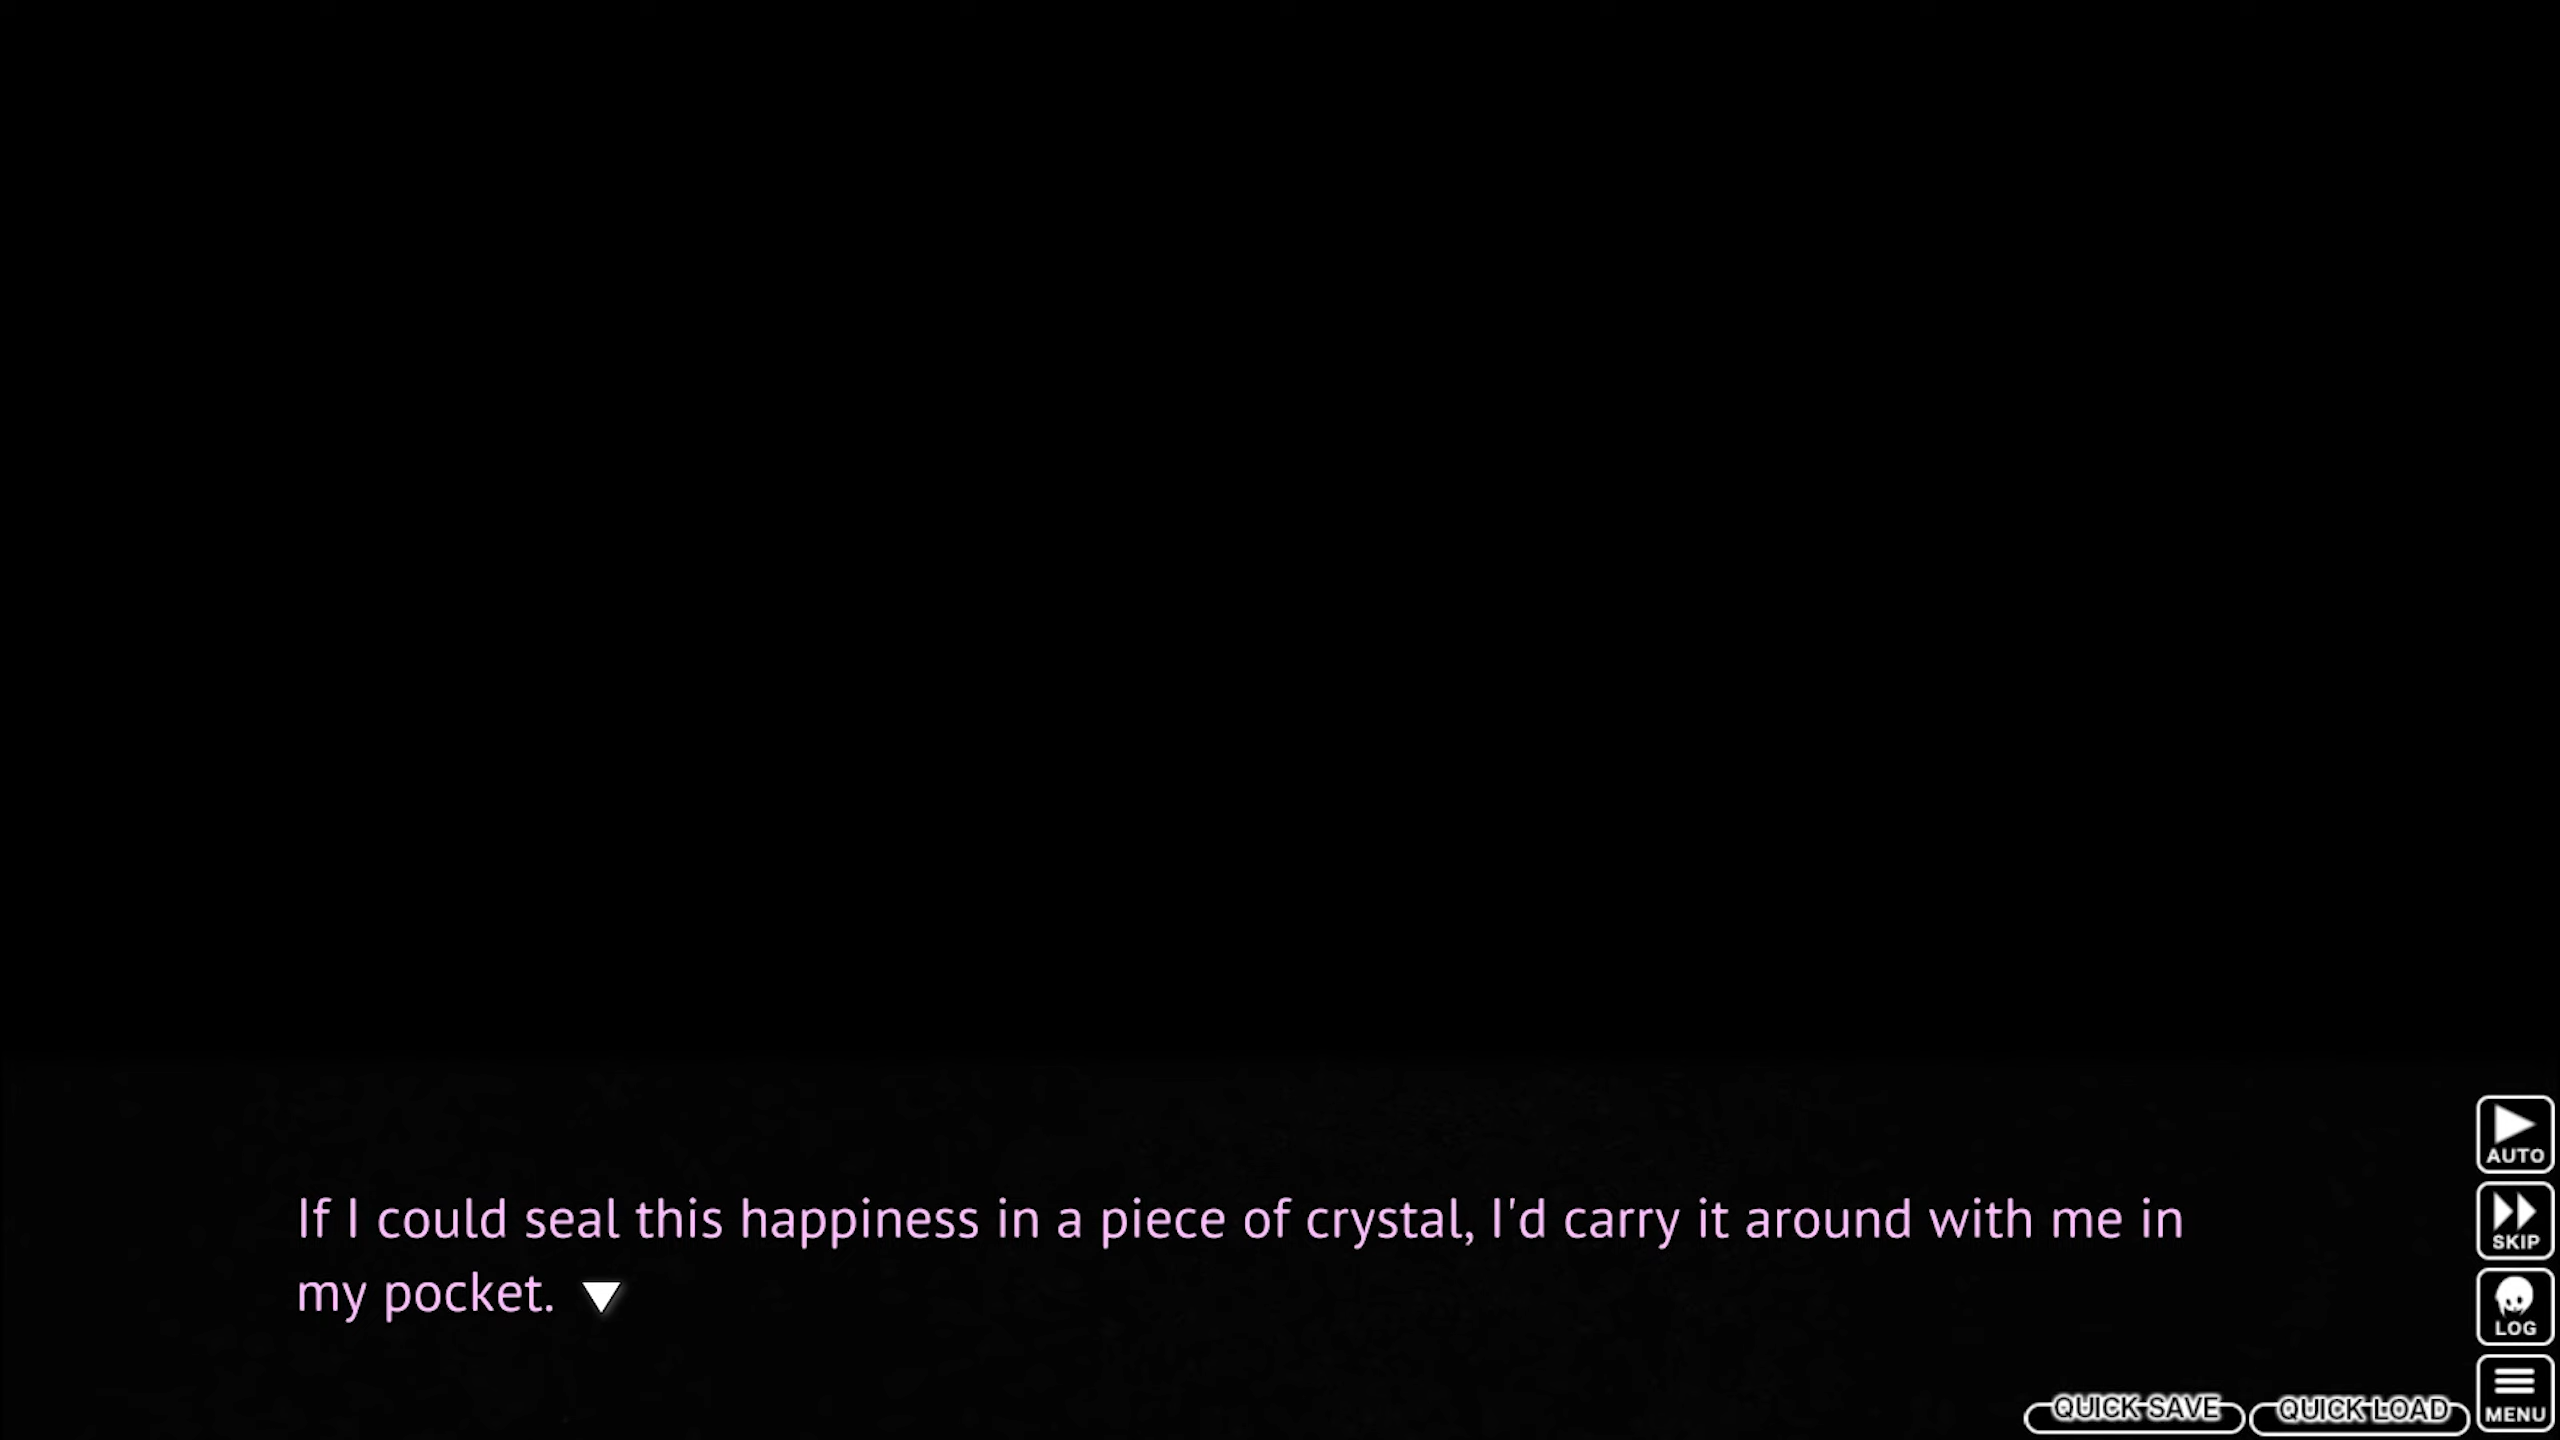 If I could seal this happiness in a piece of crystal, I'd carry it around with me in
my pocket.
AUTO
SKIP
LOG
MENU
QUICK SAVE
QUICK LOAD